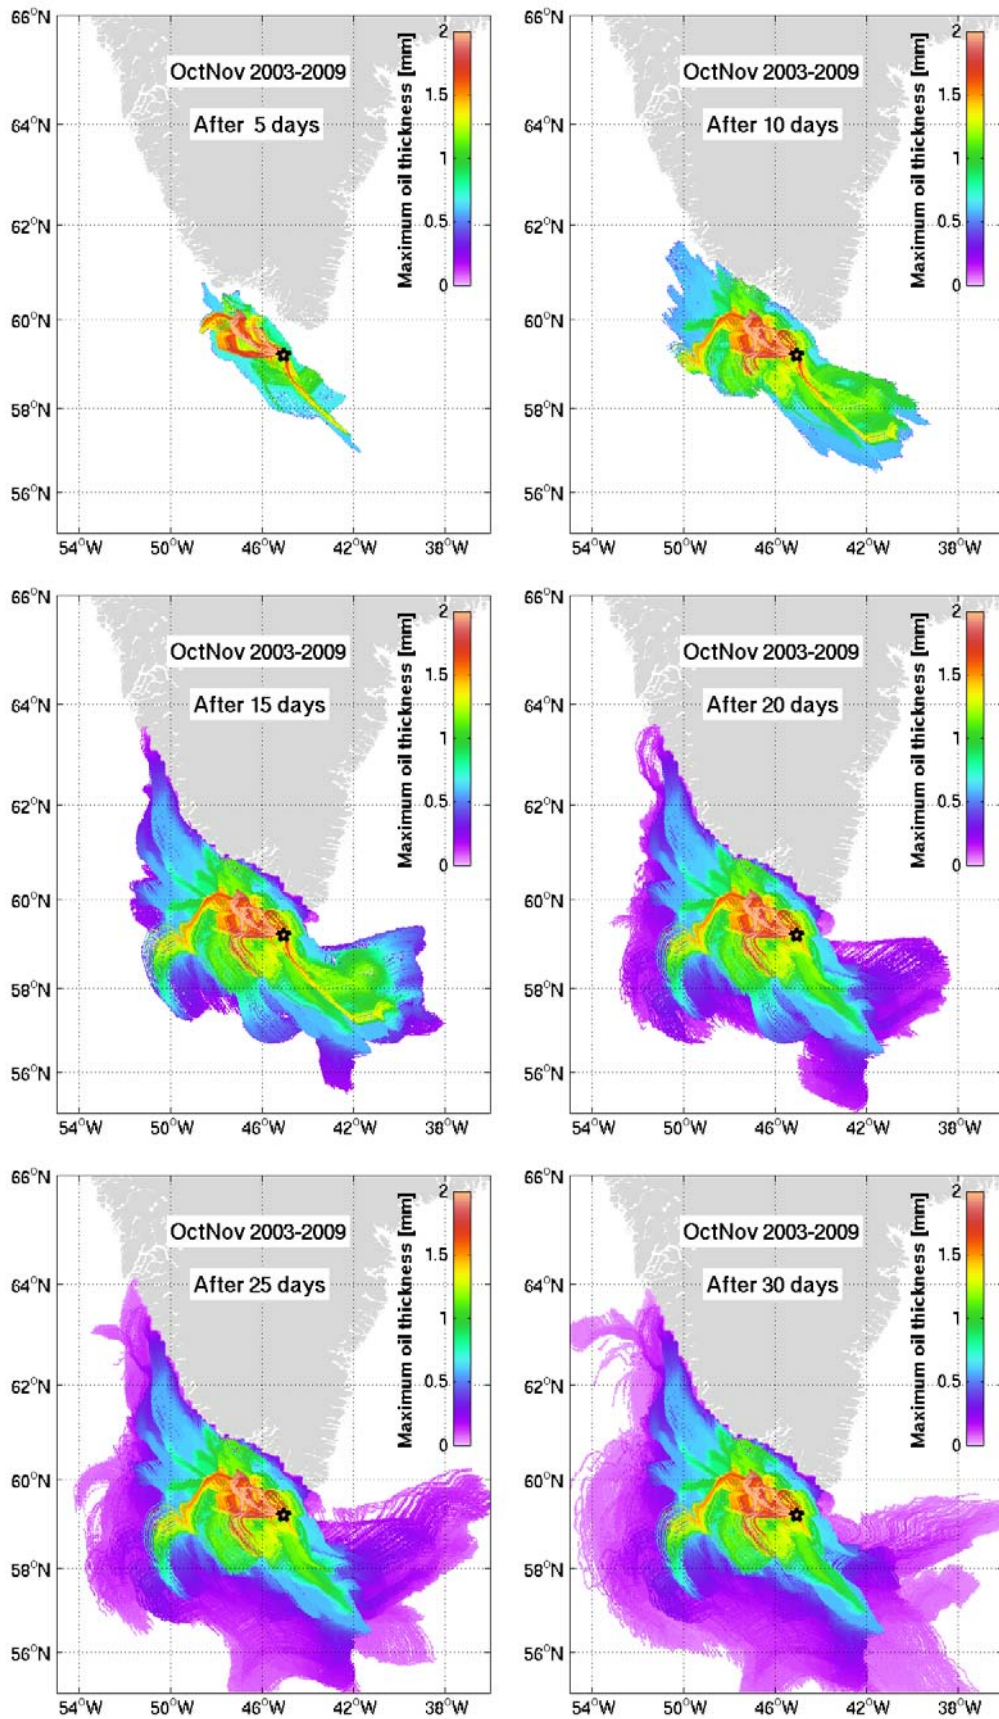 66°N
64°N
62°N
60°N
58°N
56°N
54°W 50°W 46°W 42°W 38°W
OctNov 2003-2009
After 5 days
Maximum oil thickness [mm]
2
1.5
1
0.5
0
66°N
64°N
62°N
60°N
58°N
56°N
54°W 50°W 46°W 42°W 38°W
OctNov 2003-2009
After 10 days
Maximum oil thickness [mm]
2
1.5
1
0.5
0
66°N
64°N
62°N
60°N
58°N
56°N
54°W 50°W 46°W 42°W 38°W
OctNov 2003-2009
After 15 days
Maximum oil thickness [mm]
2
1.5
1
0.5
0
66°N
64°N
62°N
60°N
58°N
56°N
54°W 50°W 46°W 42°W 38°W
OctNov 2003-2009
After 20 days
Maximum oil thickness [mm]
2
1.5
1
0.5
0
66°N
64°N
62°N
60°N
58°N
56°N
54°W 50°W 46°W 42°W 38°W
OctNov 2003-2009
After 25 days
Maximum oil thickness [mm]
2
1.5
1
0.5
0
66°N
64°N
62°N
60°N
58°N
56°N
54°W 50°W 46°W 42°W 38°W
OctNov 2003-2009
After 30 days
Maximum oil thickness [mm]
2
1.5
1
0.5
0